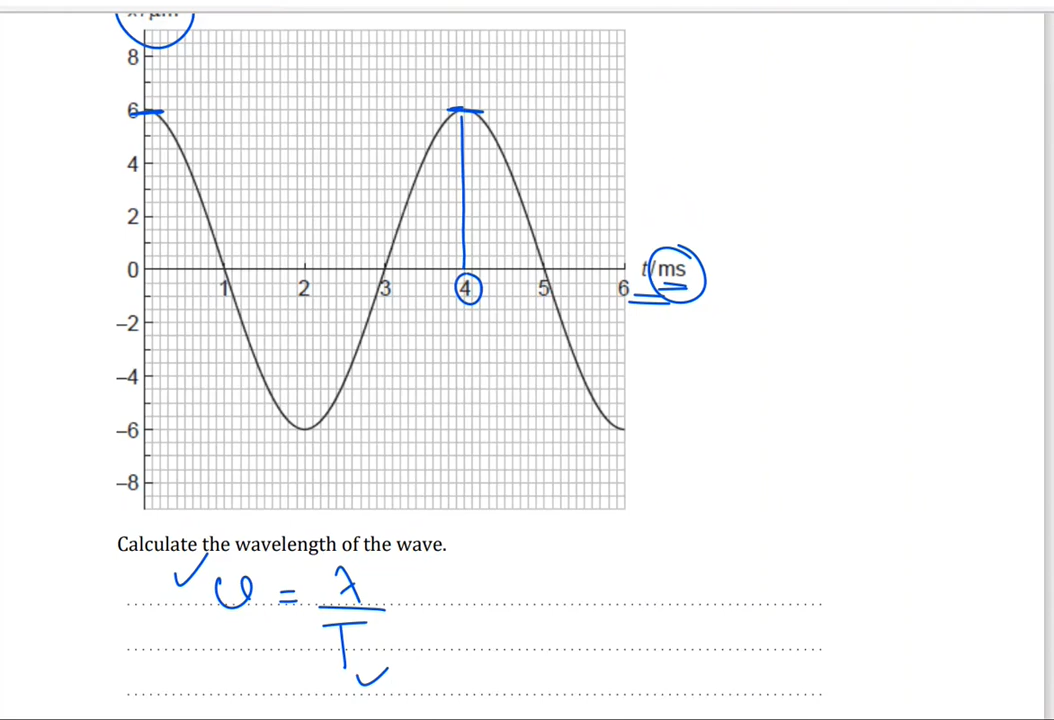 x / μm
8
6
4
2
0
1 2 3 4 5 6
t/ms
–2
–4
–6
–8
Calculate the wavelength of the wave.
v = λ
T